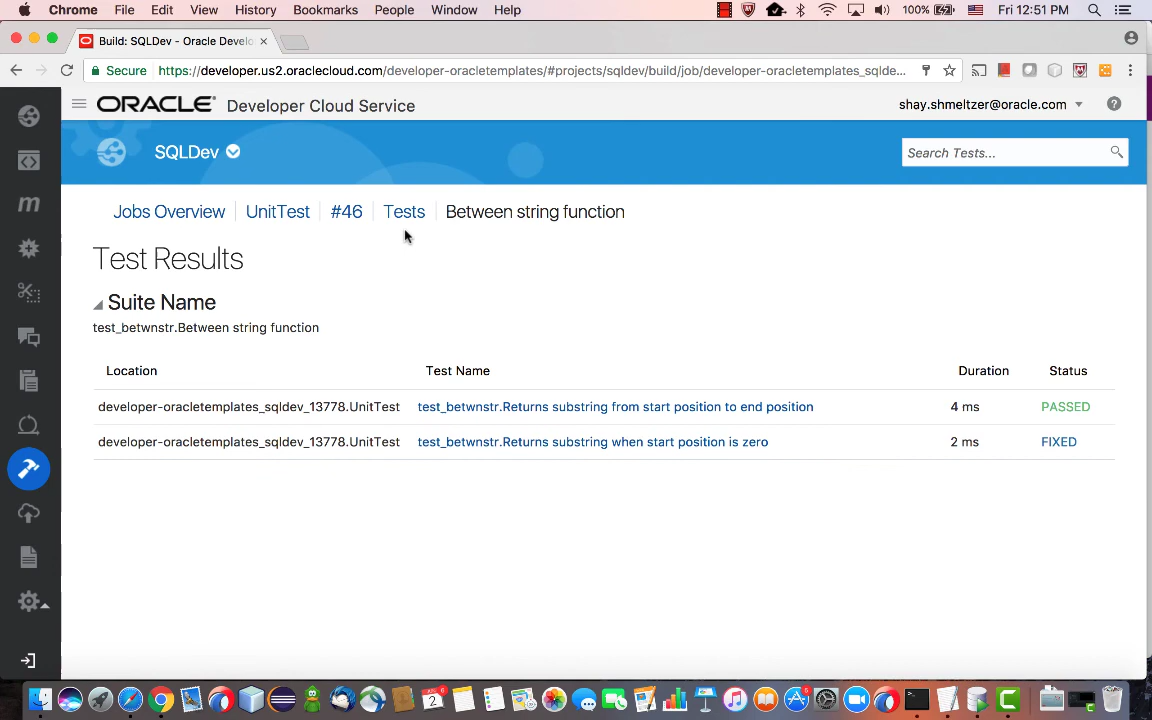 Chrome File Edit View History Bookmarks People Window Help 100% Fri 12:51 PM
Build: SQLDev - Oracle Develo
Secure https://developer.us2.oraclecloud.com/developer-oracletemplates/#projects/sqldev/build/job/developer-oracletemplates_sqlde...
ORACLE Developer Cloud Service shay.shmeltzer@oracle.com
SQLDev Search Tests...
Jobs Overview UnitTest #46 Tests Between string function
Test Results
Suite Name
test_betwnstr.Between string function
Location Test Name Duration Status
developer-oracletemplates_sqldev_13778.UnitTest test_betwnstr.Returns substring from start position to end position 4 ms PASSED
developer-oracletemplates_sqldev_13778.UnitTest test_betwnstr.Returns substring when start position is zero 2 ms FIXED